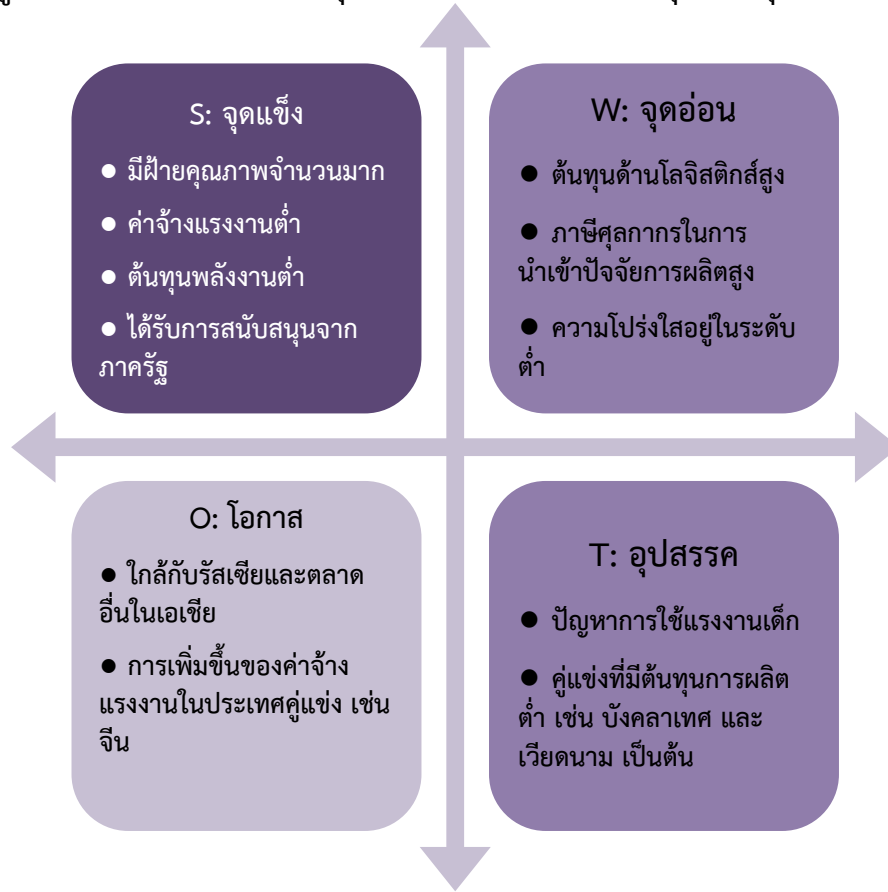 S: จุดแข็ง
● มีฝ้ายคุณภาพจำนวนมาก
● ค่าจ้างแรงงานต่ำ
● ต้นทุนพลังงานต่ำ
● ได้รับการสนับสนุนจาก
ภาครัฐ
W: จุดอ่อน
● ต้นทุนด้านโลจิสติกส์สูง
● ภาษีศุลกากรในการ
นำเข้าปัจจัยการผลิตสูง
● ความโปร่งใสอยู่ในระดับ
ต่ำ
O: โอกาส
● ใกล้กับรัสเซียและตลาด
อื่นในเอเชีย
● การเพิ่มขึ้นของค่าจ้าง
แรงงานในประเทศคู่แข่ง เช่น
จีน
T: อุปสรรค
● ปัญหาการใช้แรงงานเด็ก
● คู่แข่งที่มีต้นทุนการผลิต
ต่ำ เช่น บังคลาเทศ และ
เวียดนาม เป็นต้น